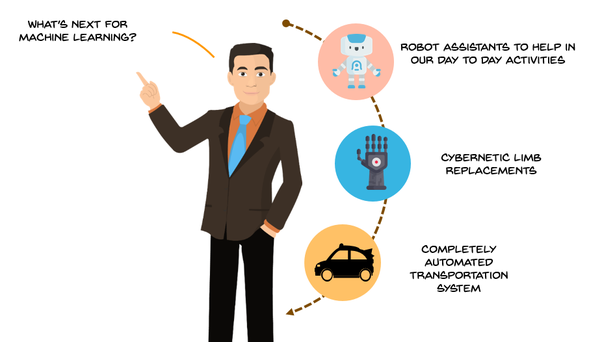 WHAT'S NEXT FOR
MACHINE LEARNING?
ROBOT ASSISTANTS TO HELP IN
OUR DAY TO DAY ACTIVITIES
CYBERNETIC LIMB
REPLACEMENTS
COMPLETELY
AUTOMATED
TRANSPORTATION
SYSTEM